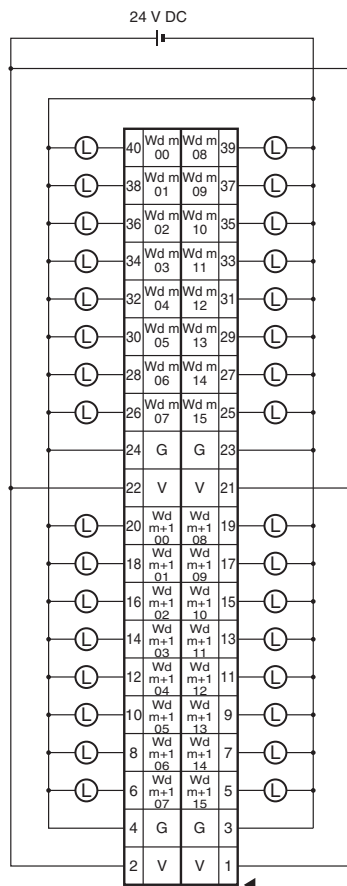 24 V DC
L 40 Wd m 00 Wd m 08 39 L
L 38 Wd m 01 Wd m 09 37 L
L 36 Wd m 02 Wd m 10 35 L
L 34 Wd m 03 Wd m 11 33 L
L 32 Wd m 04 Wd m 12 31 L
L 30 Wd m 05 Wd m 13 29 L
L 28 Wd m 06 Wd m 14 27 L
L 26 Wd m 07 Wd m 15 25 L
24 G G 23
22 V V 21
L 20 Wd m+1 00 Wd m+1 08 19 L
L 18 Wd m+1 01 Wd m+1 09 17 L
L 16 Wd m+1 02 Wd m+1 10 15 L
L 14 Wd m+1 03 Wd m+1 11 13 L
L 12 Wd m+1 04 Wd m+1 12 11 L
L 10 Wd m+1 05 Wd m+1 13 9 L
L 8 Wd m+1 06 Wd m+1 14 7 L
L 6 Wd m+1 07 Wd m+1 15 5 L
4 G G 3
2 V V 1